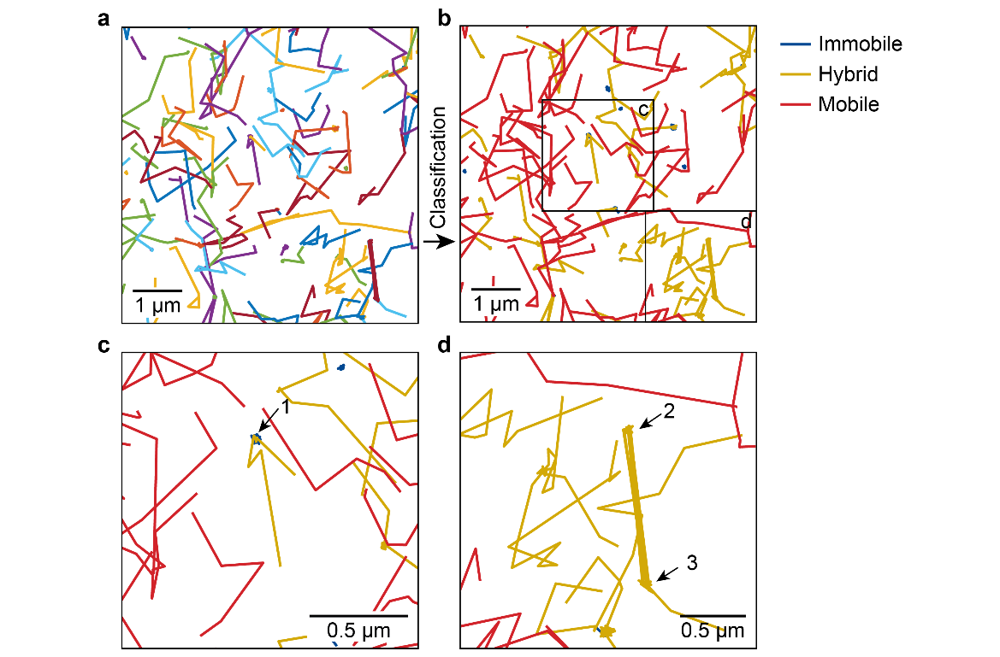 a
b
Immobile
Hybrid
Mobile
Classification
c
d
1 µm
1 µm
c
d
1
2
3
0.5 µm
0.5 µm